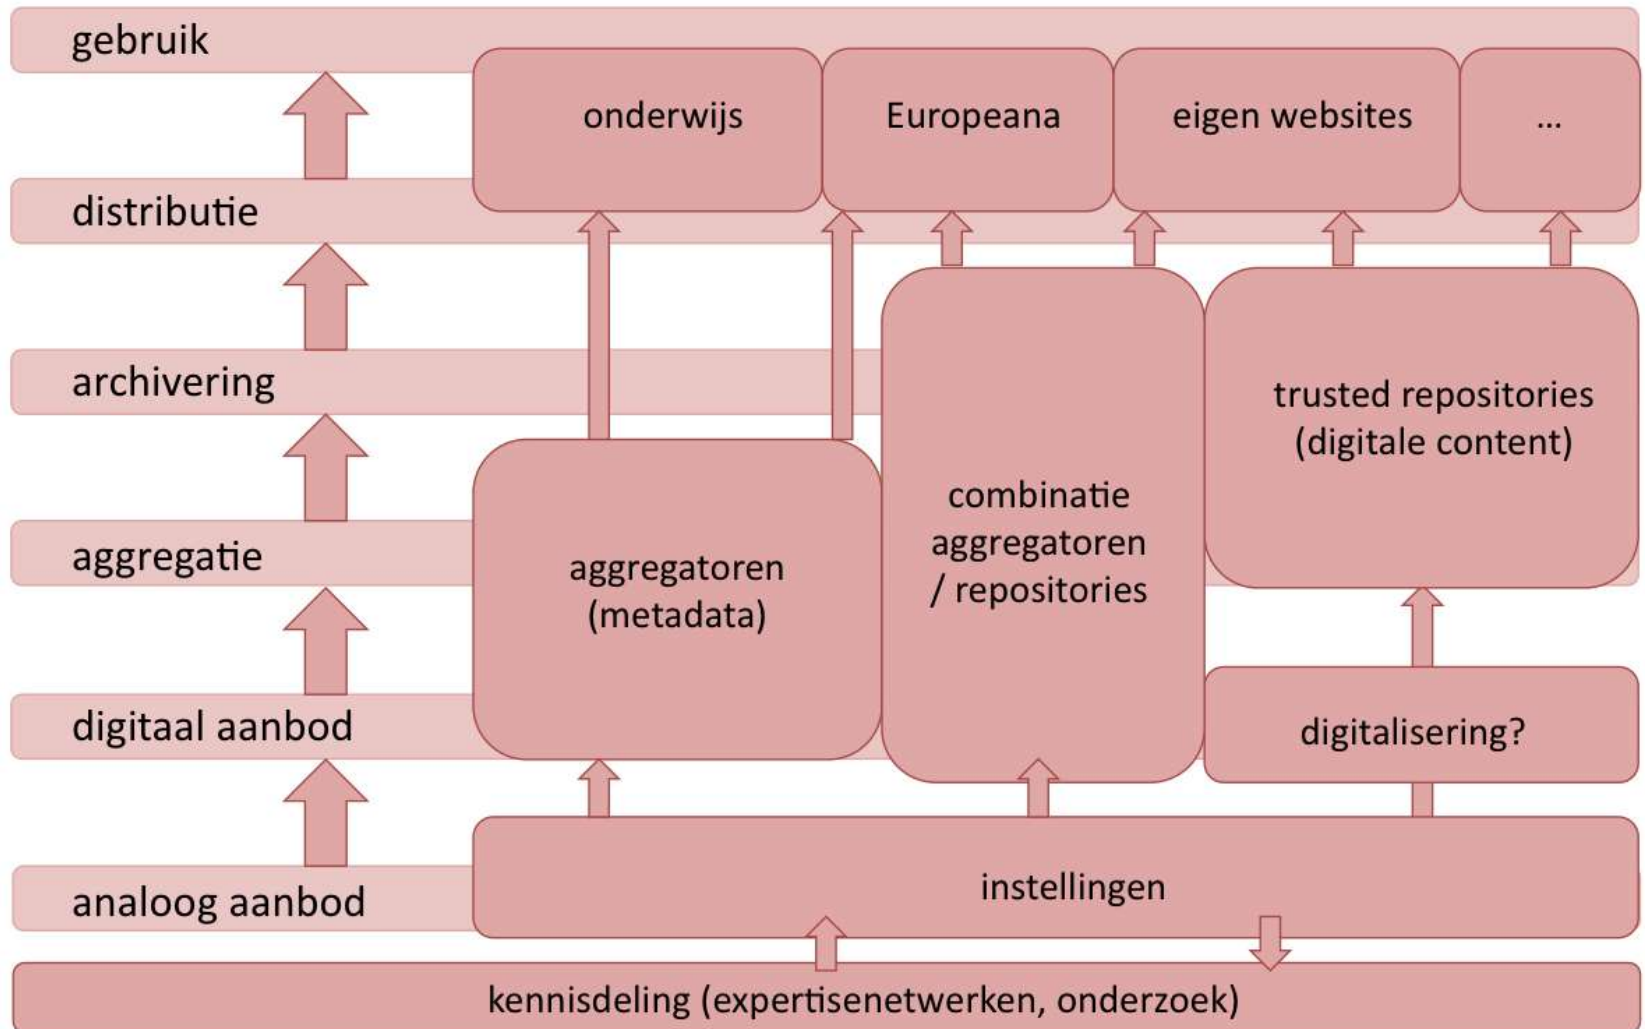 gebruik
onderwijs
Europeana
eigen websites
...
distributie
archivering
trusted repositories
(digitale content)
combinatie
aggregatoren
/ repositories
aggregatie
aggregatoren
(metadata)
digitaal aanbod
digitalisering?
analoog aanbod
instellingen
kennisdeling (expertisenetwerken, onderzoek)